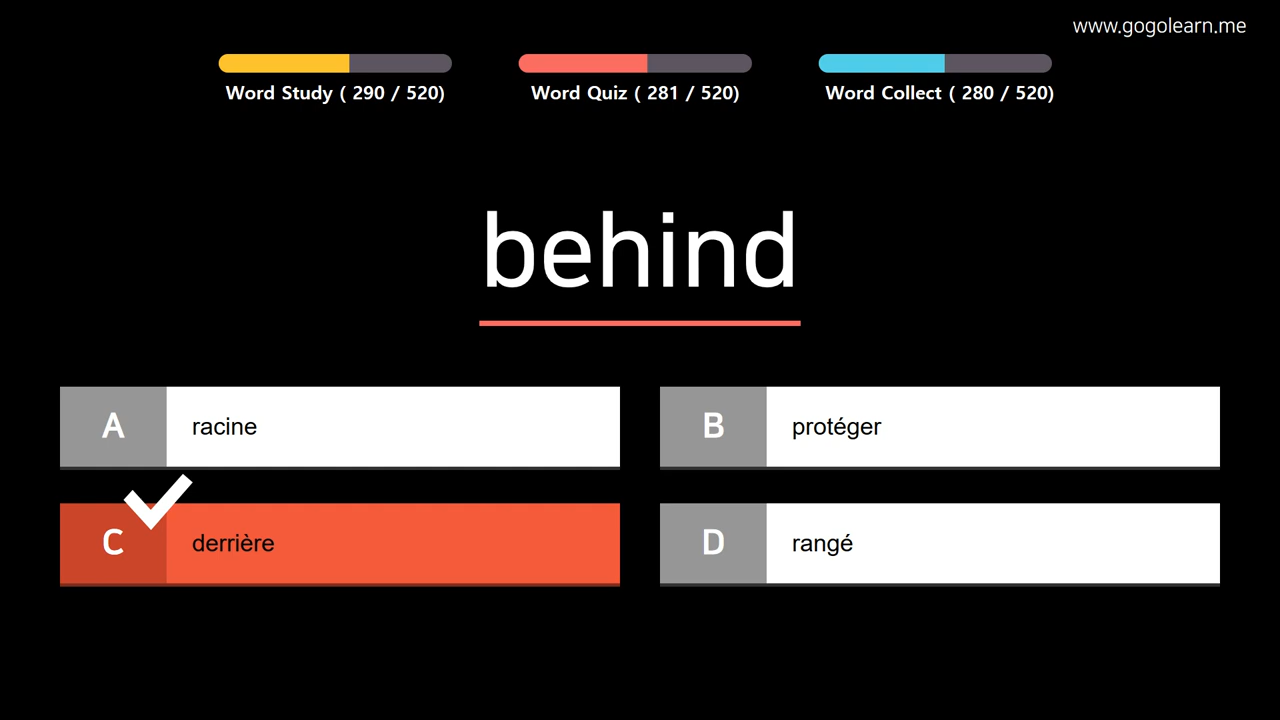 www.gogolearn.me
Word Study ( 290 / 520)
Word Quiz ( 281 / 520)
Word Collect ( 280 / 520)
behind
A
racine
B
protéger
C
derrière
D
rangé